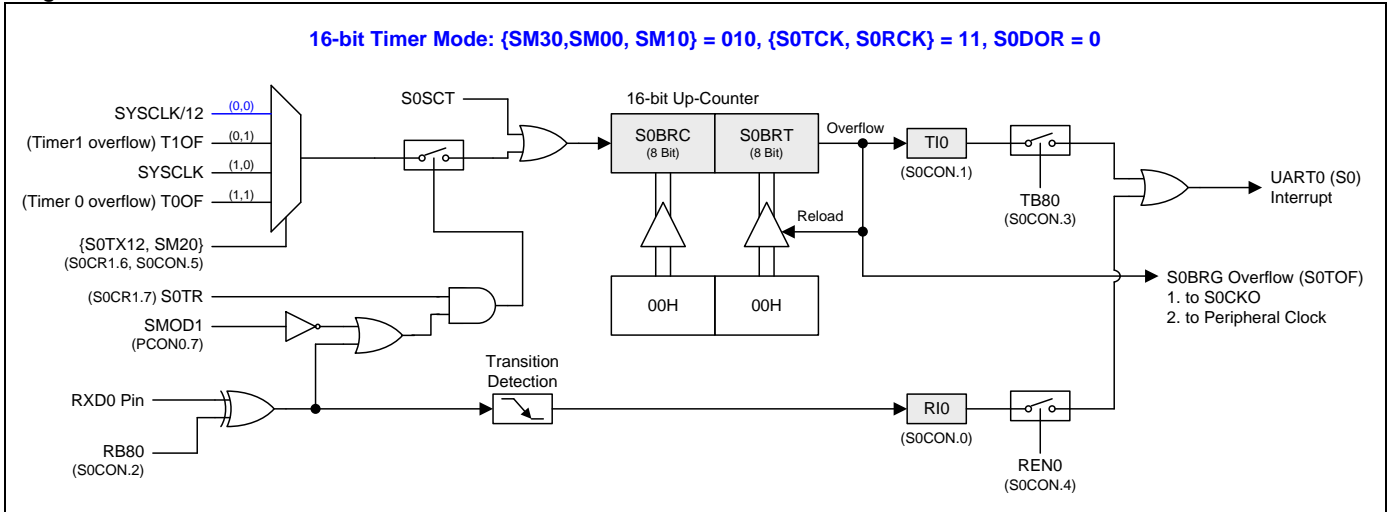 16-bit Timer Mode: {SM30,SM00, SM10} = 010, {S0TCK, S0RCK} = 11, S0DOR = 0
SYSCLK/12 (0,0)
(Timer1 overflow) T1OF (0,1)
SYSCLK (1,0)
(Timer 0 overflow) T0OF (1,1)
{S0TX12, SM20}
(S0CR1.6, S0CON.5)
(S0CR1.7) S0TR
SMOD1
(PCON0.7)
RXD0 Pin
RB80
(S0CON.2)
S0SCT
Transition
Detection
16-bit Up-Counter
S0BRC
(8 Bit)
S0BRT
(8 Bit)
Overflow
Reload
00H
00H
TI0
(S0CON.1)
TB80
(S0CON.3)
RI0
(S0CON.0)
REN0
(S0CON.4)
UART0 (S0)
Interrupt
S0BRG Overflow (S0TOF)
1. to S0CKO
2. to Peripheral Clock